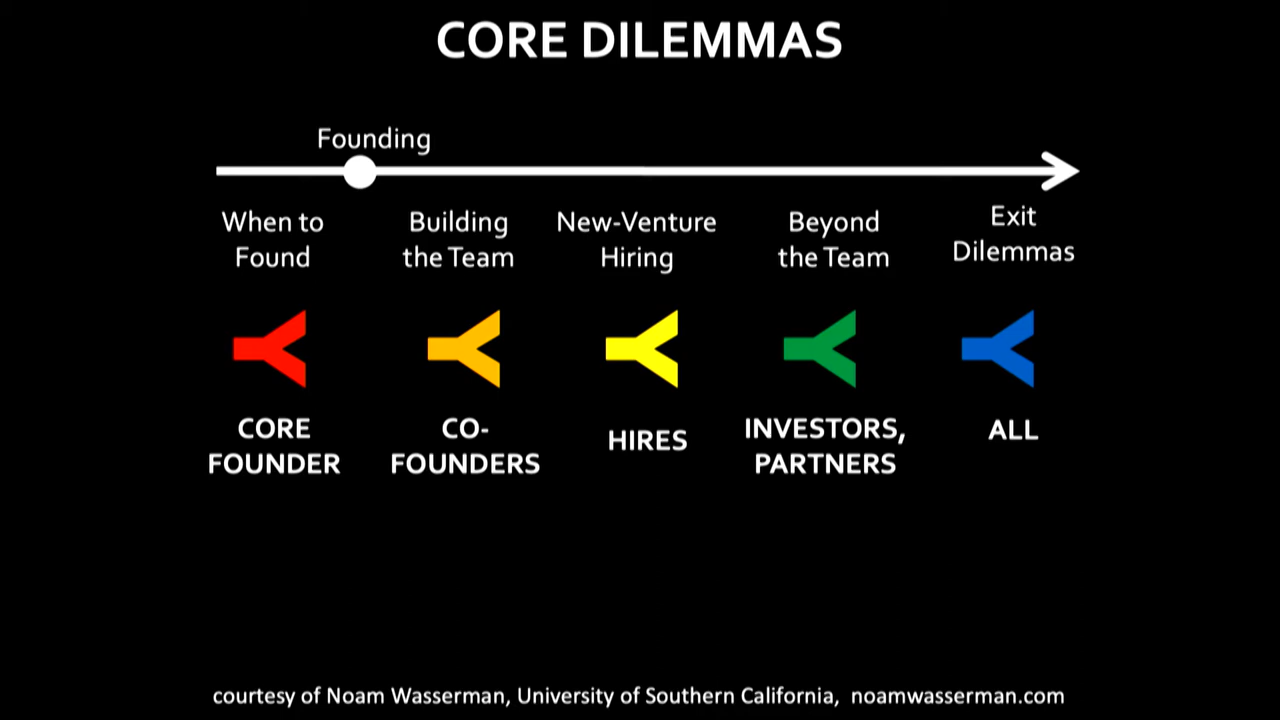 CORE DILEMMAS
Founding
When to
Found
Building
the Team
New-Venture
Hiring
Beyond
the Team
Exit
Dilemmas
CORE
FOUNDER
CO-
FOUNDERS
HIRES
INVESTORS,
PARTNERS
ALL
courtesy of Noam Wasserman, University of Southern California, noamwasserman.com